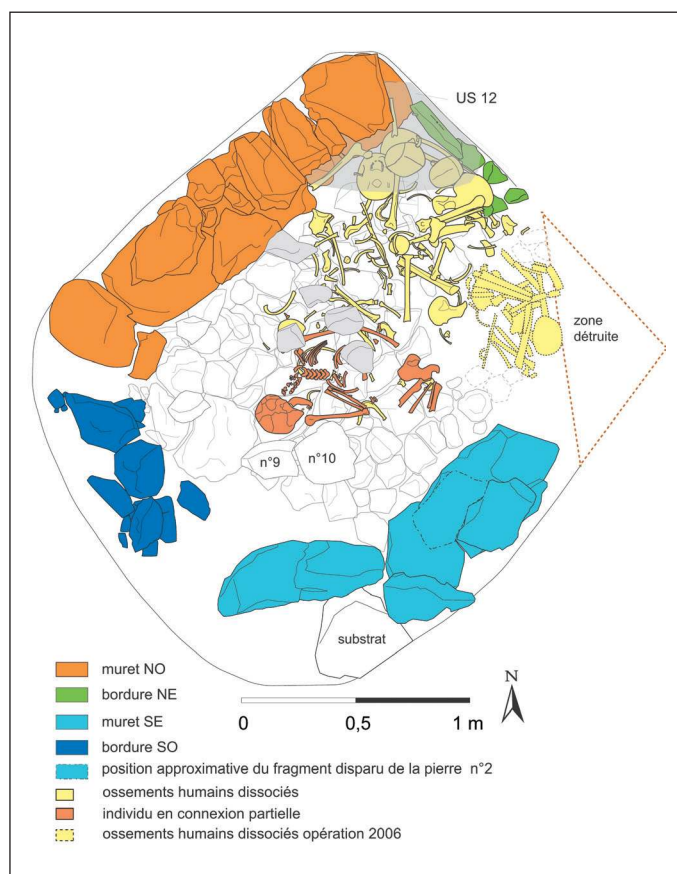 US 12
zone
détruite
n°9
n°10
substrat
muret NO
bordure NE
muret SE
bordure SO
position approximative du fragment disparu de la pierre n°2
ossements humains dissociés
individu en connexion partielle
ossements humains dissociés opération 2006
N
0 0,5 1 m